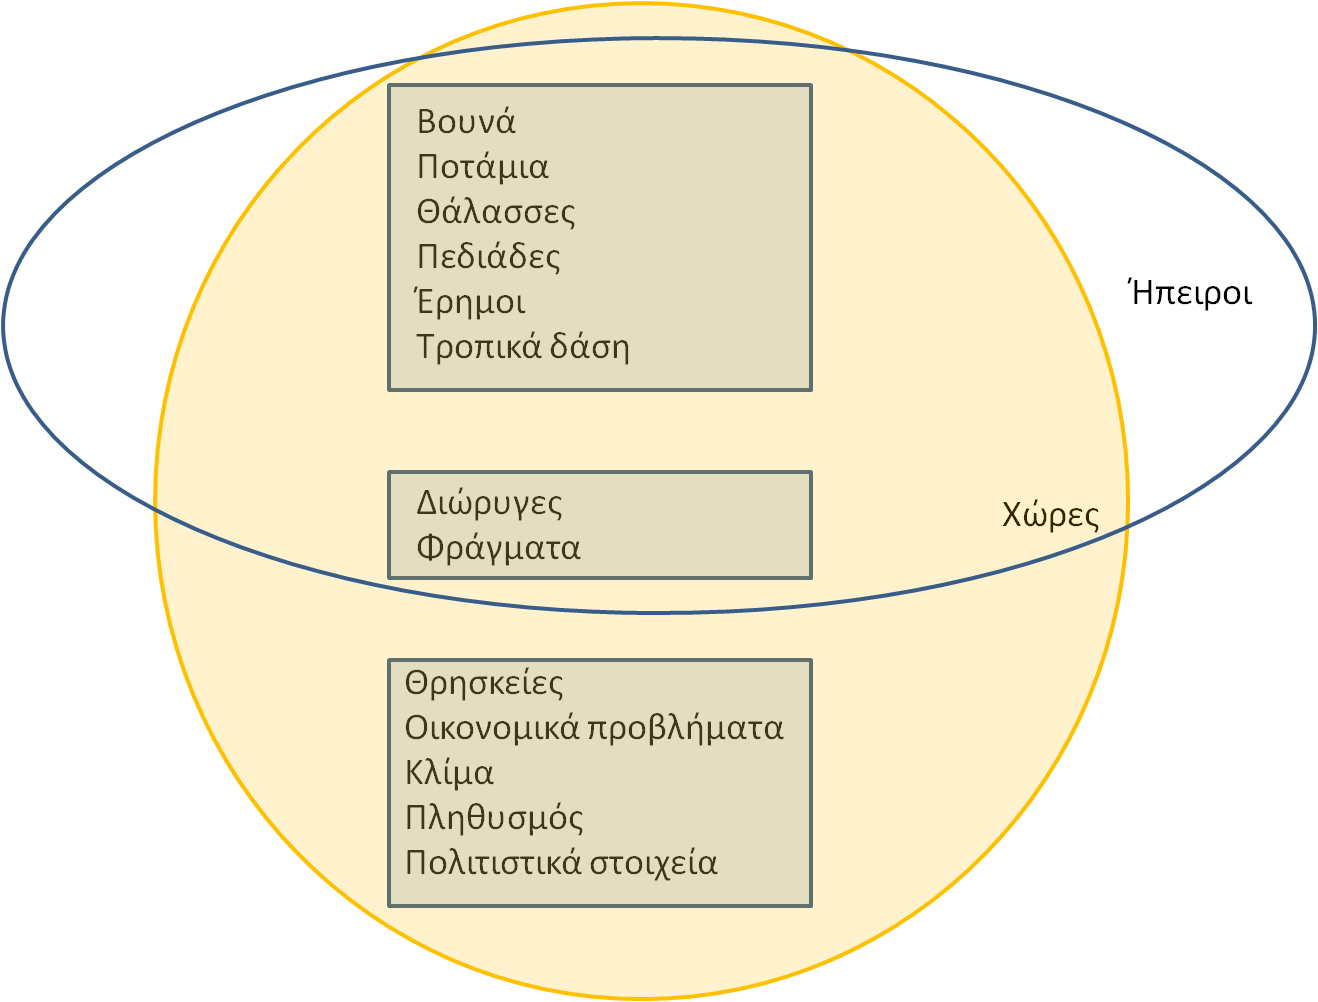 Βουνά
Ποτάμια
Θάλασσες
Πεδιάδες
Έρημοι
Τροπικά δάση
Ήπειροι
Διώρυγες
Φράγματα
Χώρες
Θρησκείες
Οικονομικά προβλήματα
Κλίμα
Πληθυσμός
Πολιτιστικά στοιχεία